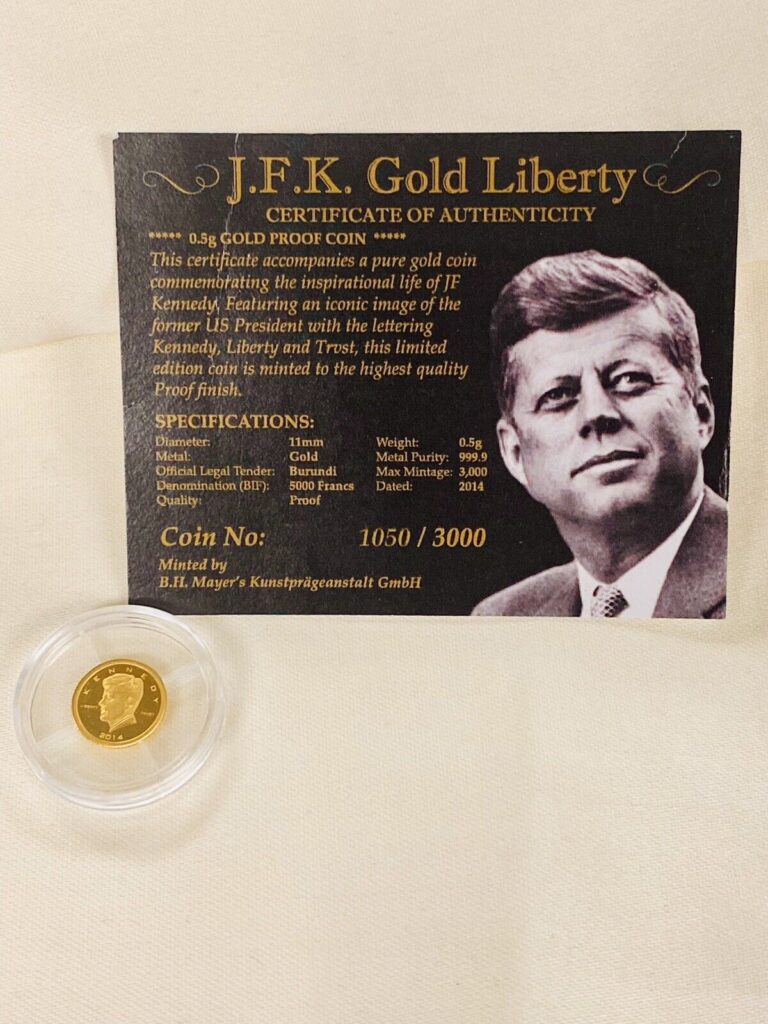 J.F.K. Gold Liberty
CERTIFICATE OF AUTHENTICITY
***** 0.5g GOLD PROOF COIN *****
This certificate accompanies a pure gold coin
commemorating the inspirational life of JF
Kennedy. Featuring an iconic image of the
former US President with the lettering
Kennedy, Liberty and Trvst, this limited
edition coin is minted to the highest quality
Proof finish.
SPECIFICATIONS:
Diameter: 11mm Weight: 0.5g
Metal: Gold Metal Purity: 999.9
Official Legal Tender: Burundi Max Mintage: 3,000
Denomination (BIF): 5000 Francs Dated: 2014
Quality: Proof
Coin No: 1050 / 3000
Minted by
B.H. Mayer's Kunstprägeanstalt GmbH
KENNEDY
2014